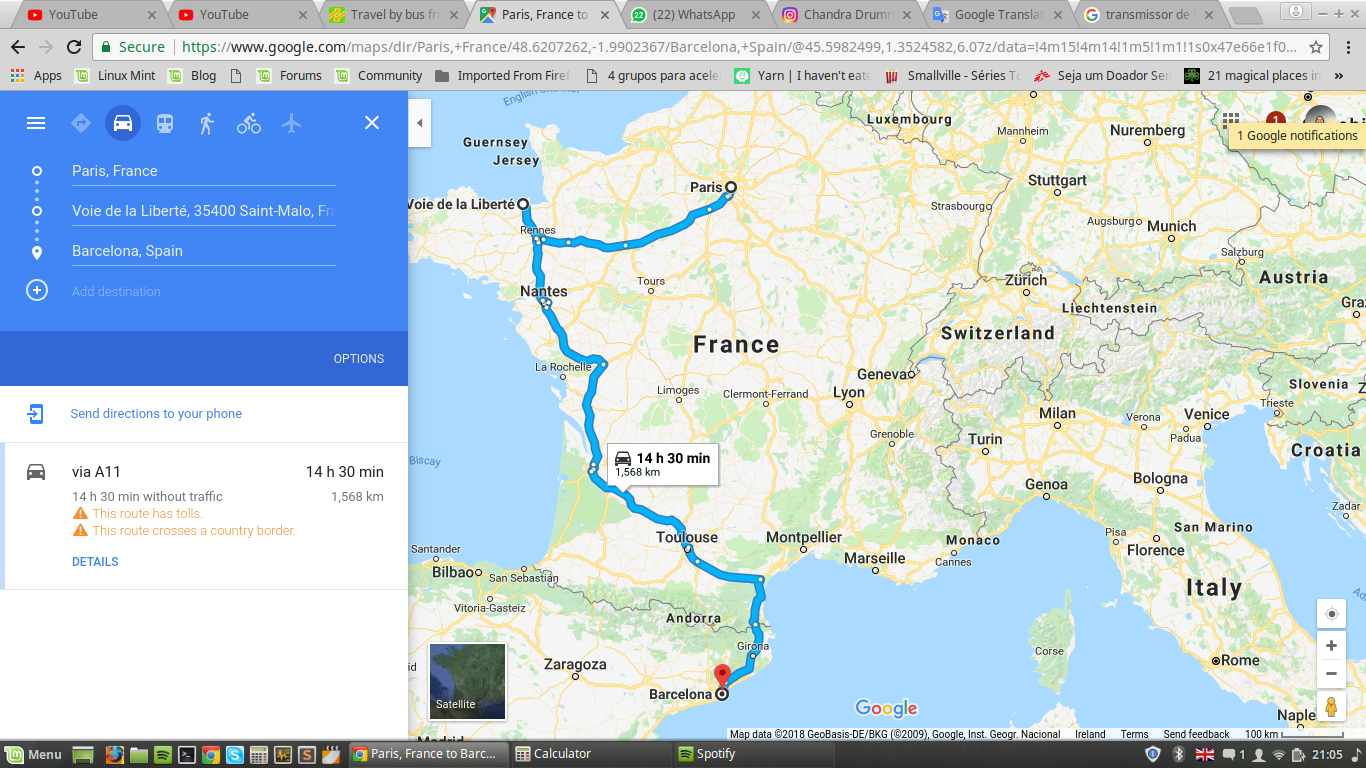 YouTube
YouTube
Travel by bus fr
Paris, France to
(22) WhatsApp
Chandra Drumn
Google Transla
transmissor de
Secure https://www.google.com/maps/dir/Paris,+France/48.6207262,-1.9902367/Barcelona,+Spain/@45.5982499,1.3524582,6.07z/data=!4m15!4m14!1m5!1m1!1s0x47e66e1f0...
Apps Linux Mint Blog Forums Community Imported From Firef 4 grupos para acele Yarn | I haven't eate Smallville - Séries To Seja um Doador Sen 21 magical places in »
Paris, France
Voie de la Liberté, 35400 Saint-Malo, Fra
Barcelona, Spain
Add destination
OPTIONS
Send directions to your phone
via A11 14 h 30 min
14 h 30 min without traffic 1,568 km
This route has tolls.
This route crosses a country border.
DETAILS
English
Guernsey
Jersey
Luxembourg
Mannheim
Nuremberg
1
1 Google notifications
Paris
Voie de la Liberté
Rennes
Stuttgart
Strasbourg
Augsburg
Munich
Salzburg
Austria
Tours
Nantes
Zürich
Liechtenstein
Graz
France
Switzerland
La Rochelle
Geneva
Limoges
Clermont-Ferrand
Lyon
Slovenia
Milan
Verona
Venice
Trieste
Padua
Grenoble
Turin
Croatia
Biscay
14 h 30 min
1,568 km
Genoa
Bologna
Zadar
San Marino
Toulouse
Montpellier
Marseille
Monaco
Cannes
Pisa
Florence
Santander
Bilbao
San Sebastián
Vitoria-Gasteiz
Italy
Andorra
Girona
Corse
Zaragoza
Rome
Barcelona
Satellite
Google
Naple
Madrid
Map data ©2018 GeoBasis-DE/BKG (©2009), Google, Inst. Geogr. Nacional Ireland Terms Send feedback 100 km
Menu Paris, France to Barc... Calculator Spotify 1 21:05